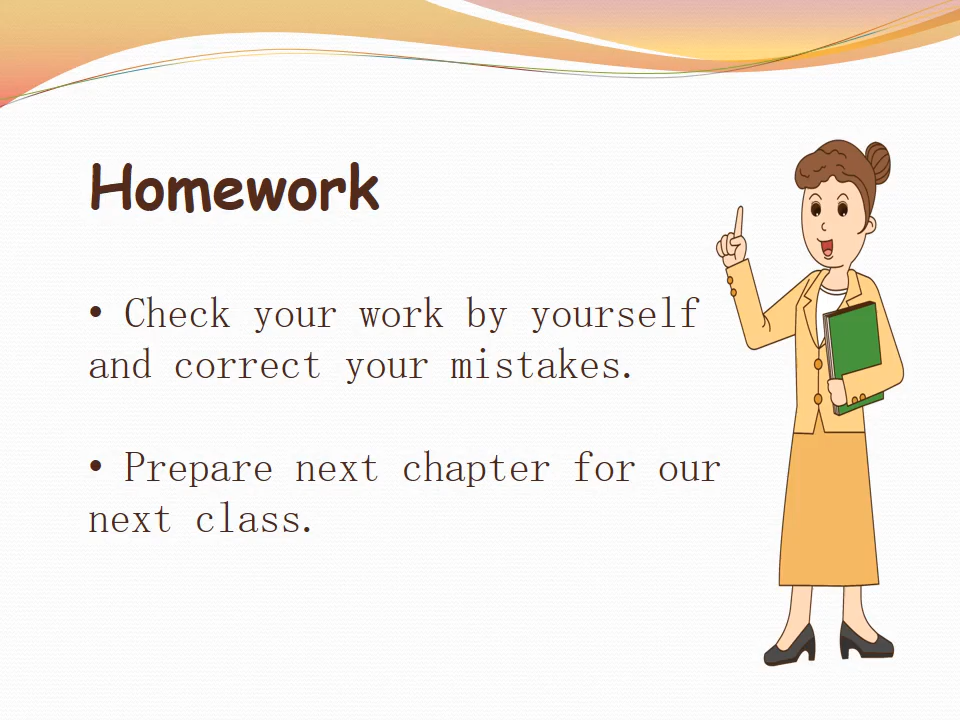 Homework
• Check your work by yourself
and correct your mistakes.
• Prepare next chapter for our
next class.